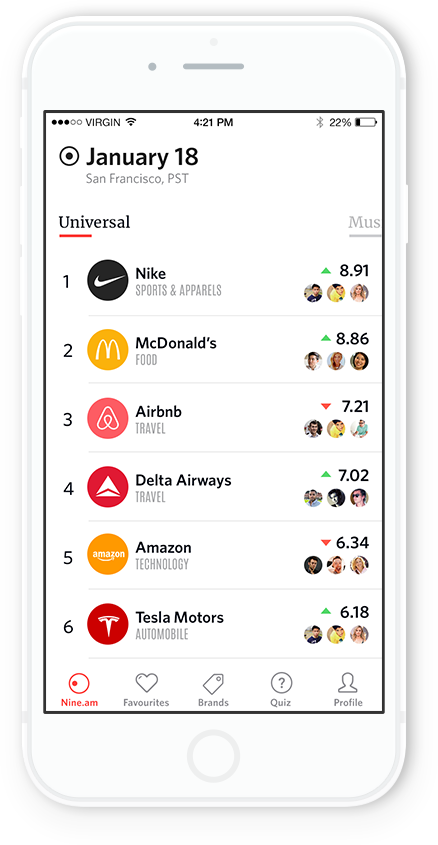 VIRGIN 4:21 PM 22%
January 18
San Francisco, PST
Universal Mus
1 Nike 8.91
SPORTS & APPARELS
2 McDonald's 8.86
FOOD
3 Airbnb 7.21
TRAVEL
4 Delta Airways 7.02
TRAVEL
5 amazon Amazon 6.34
TECHNOLOGY
6 Tesla Motors 6.18
AUTOMOBILE
Nine.am Favourites Brands Quiz Profile